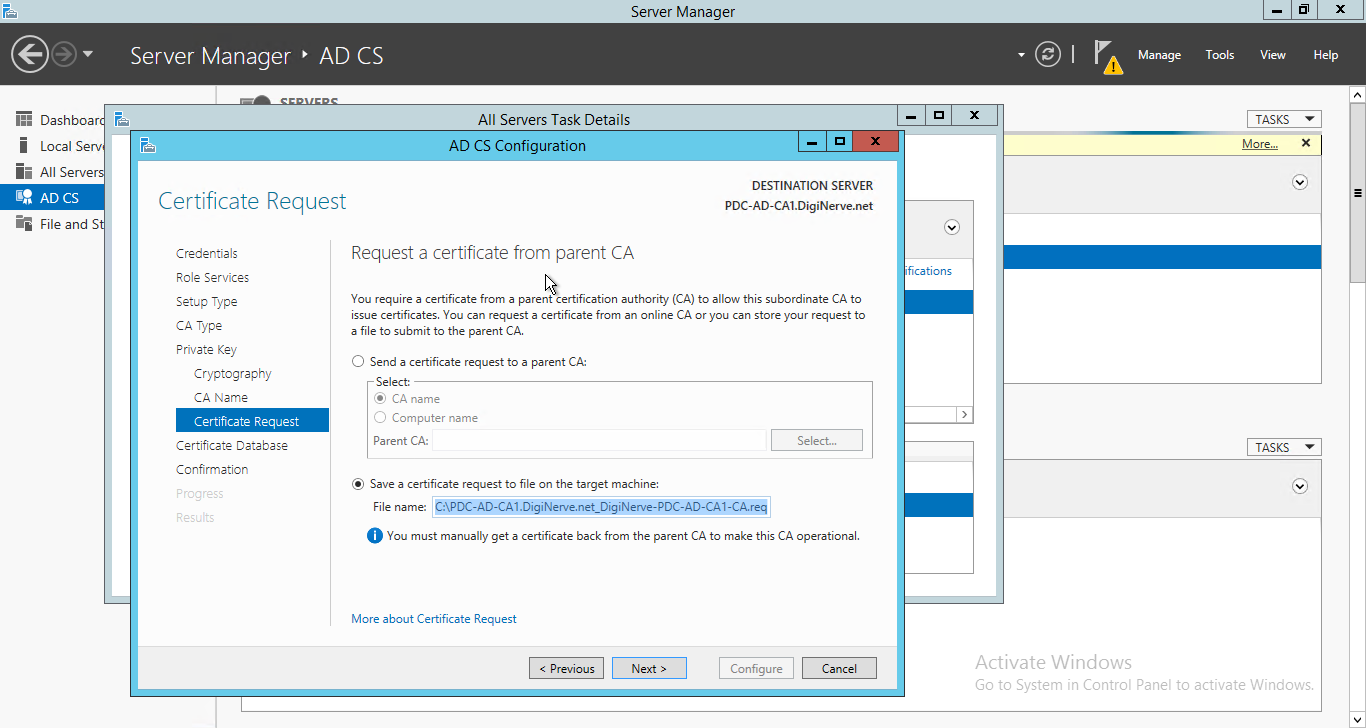 Server Manager
Server Manager ‣ AD CS
Manage Tools View Help
Dashboard
Local Serv
All Servers
AD CS
File and St
SERVERS
TASKS
More...
All Servers Task Details
ifications
TASKS
AD CS Configuration
Certificate Request
DESTINATION SERVER
PDC-AD-CA1.DigiNerve.net
Credentials
Role Services
Setup Type
CA Type
Private Key
Cryptography
CA Name
Certificate Request
Certificate Database
Confirmation
Progress
Results
Request a certificate from parent CA
You require a certificate from a parent certification authority (CA) to allow this subordinate CA to
issue certificates. You can request a certificate from an online CA or you can store your request to
a file to submit to the parent CA.
Send a certificate request to a parent CA:
Select:
CA name
Computer name
Parent CA: Select...
Save a certificate request to file on the target machine:
File name: C:\PDC-AD-CA1.DigiNerve.net_DigiNerve-PDC-AD-CA1-CA.req
You must manually get a certificate back from the parent CA to make this CA operational.
More about Certificate Request
< Previous Next > Configure Cancel
Activate Windows
Go to System in Control Panel to activate Windows.